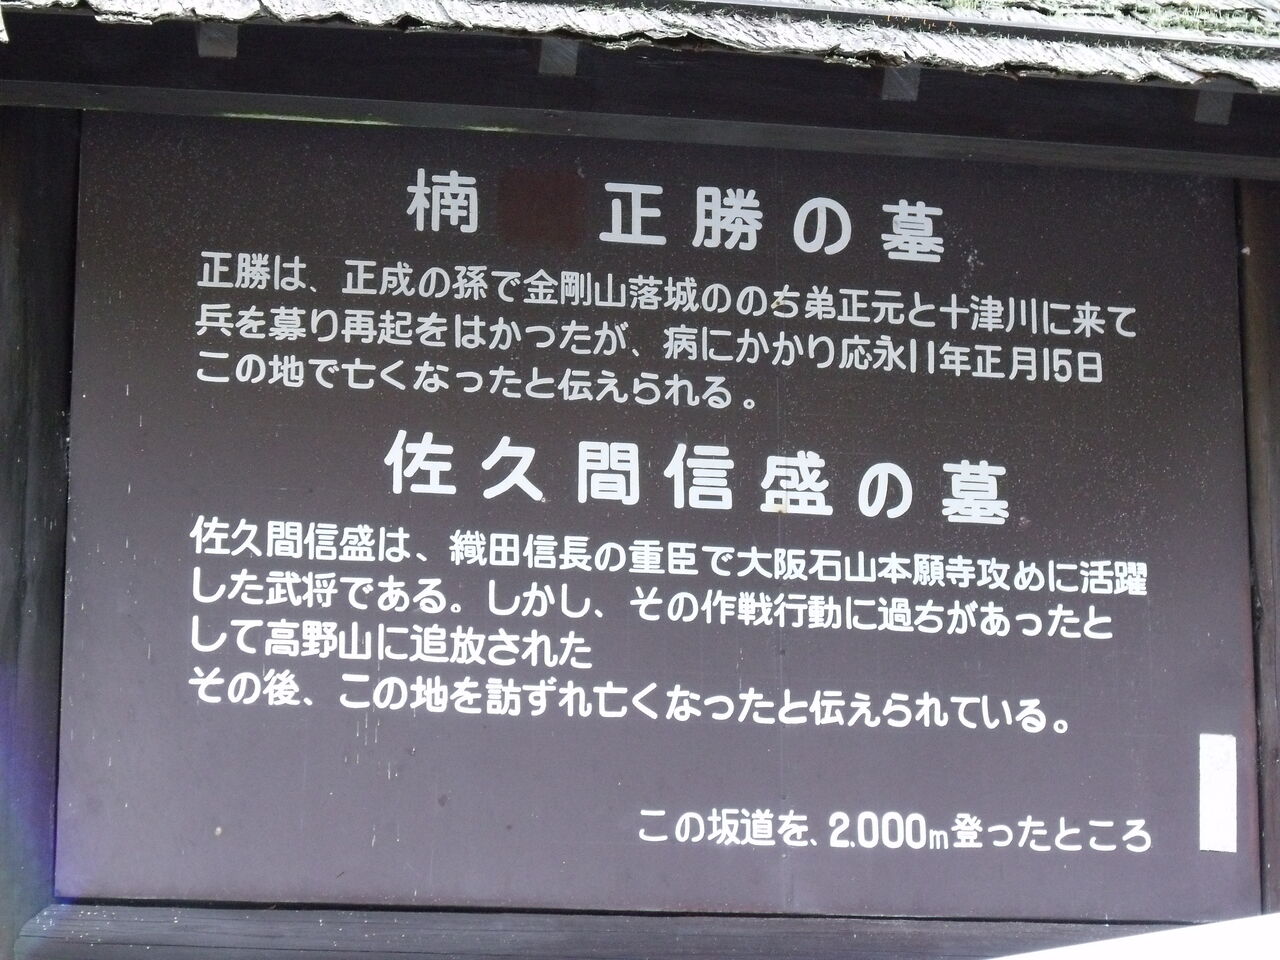 楠 正勝の墓
正勝は、正成の孫で金剛山落城ののち弟正元と十津川に来て
兵を募り再起をはかったが、病にかかり応永11年正月15日
この地で亡くなったと伝えられる。
佐久間信盛の墓
佐久間信盛は、織田信長の重臣で大阪石山本願寺攻めに活躍
した武将である。しかし、その作戦行動に過ちがあったと
して高野山に追放された
その後、この地を訪ずれ亡くなったと伝えられている。
この坂道を、2.000m登ったところ